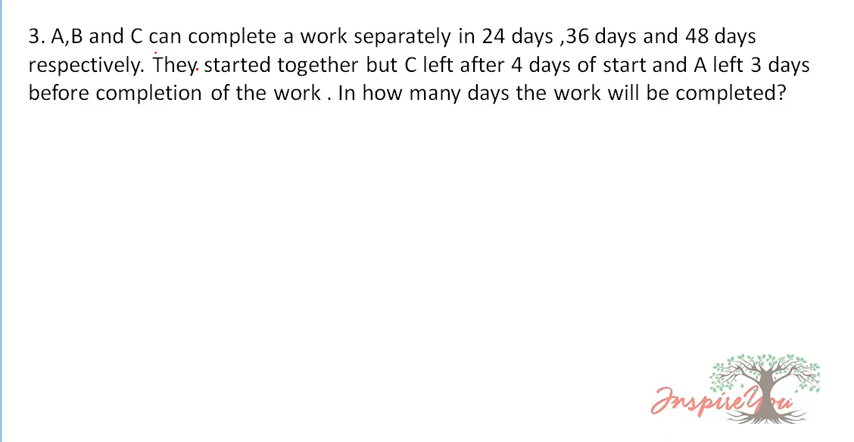 3. A,B and C can complete a work separately in 24 days ,36 days and 48 days
respectively. They started together but C left after 4 days of start and A left 3 days
before completion of the work . In how many days the work will be completed?
InspireYou